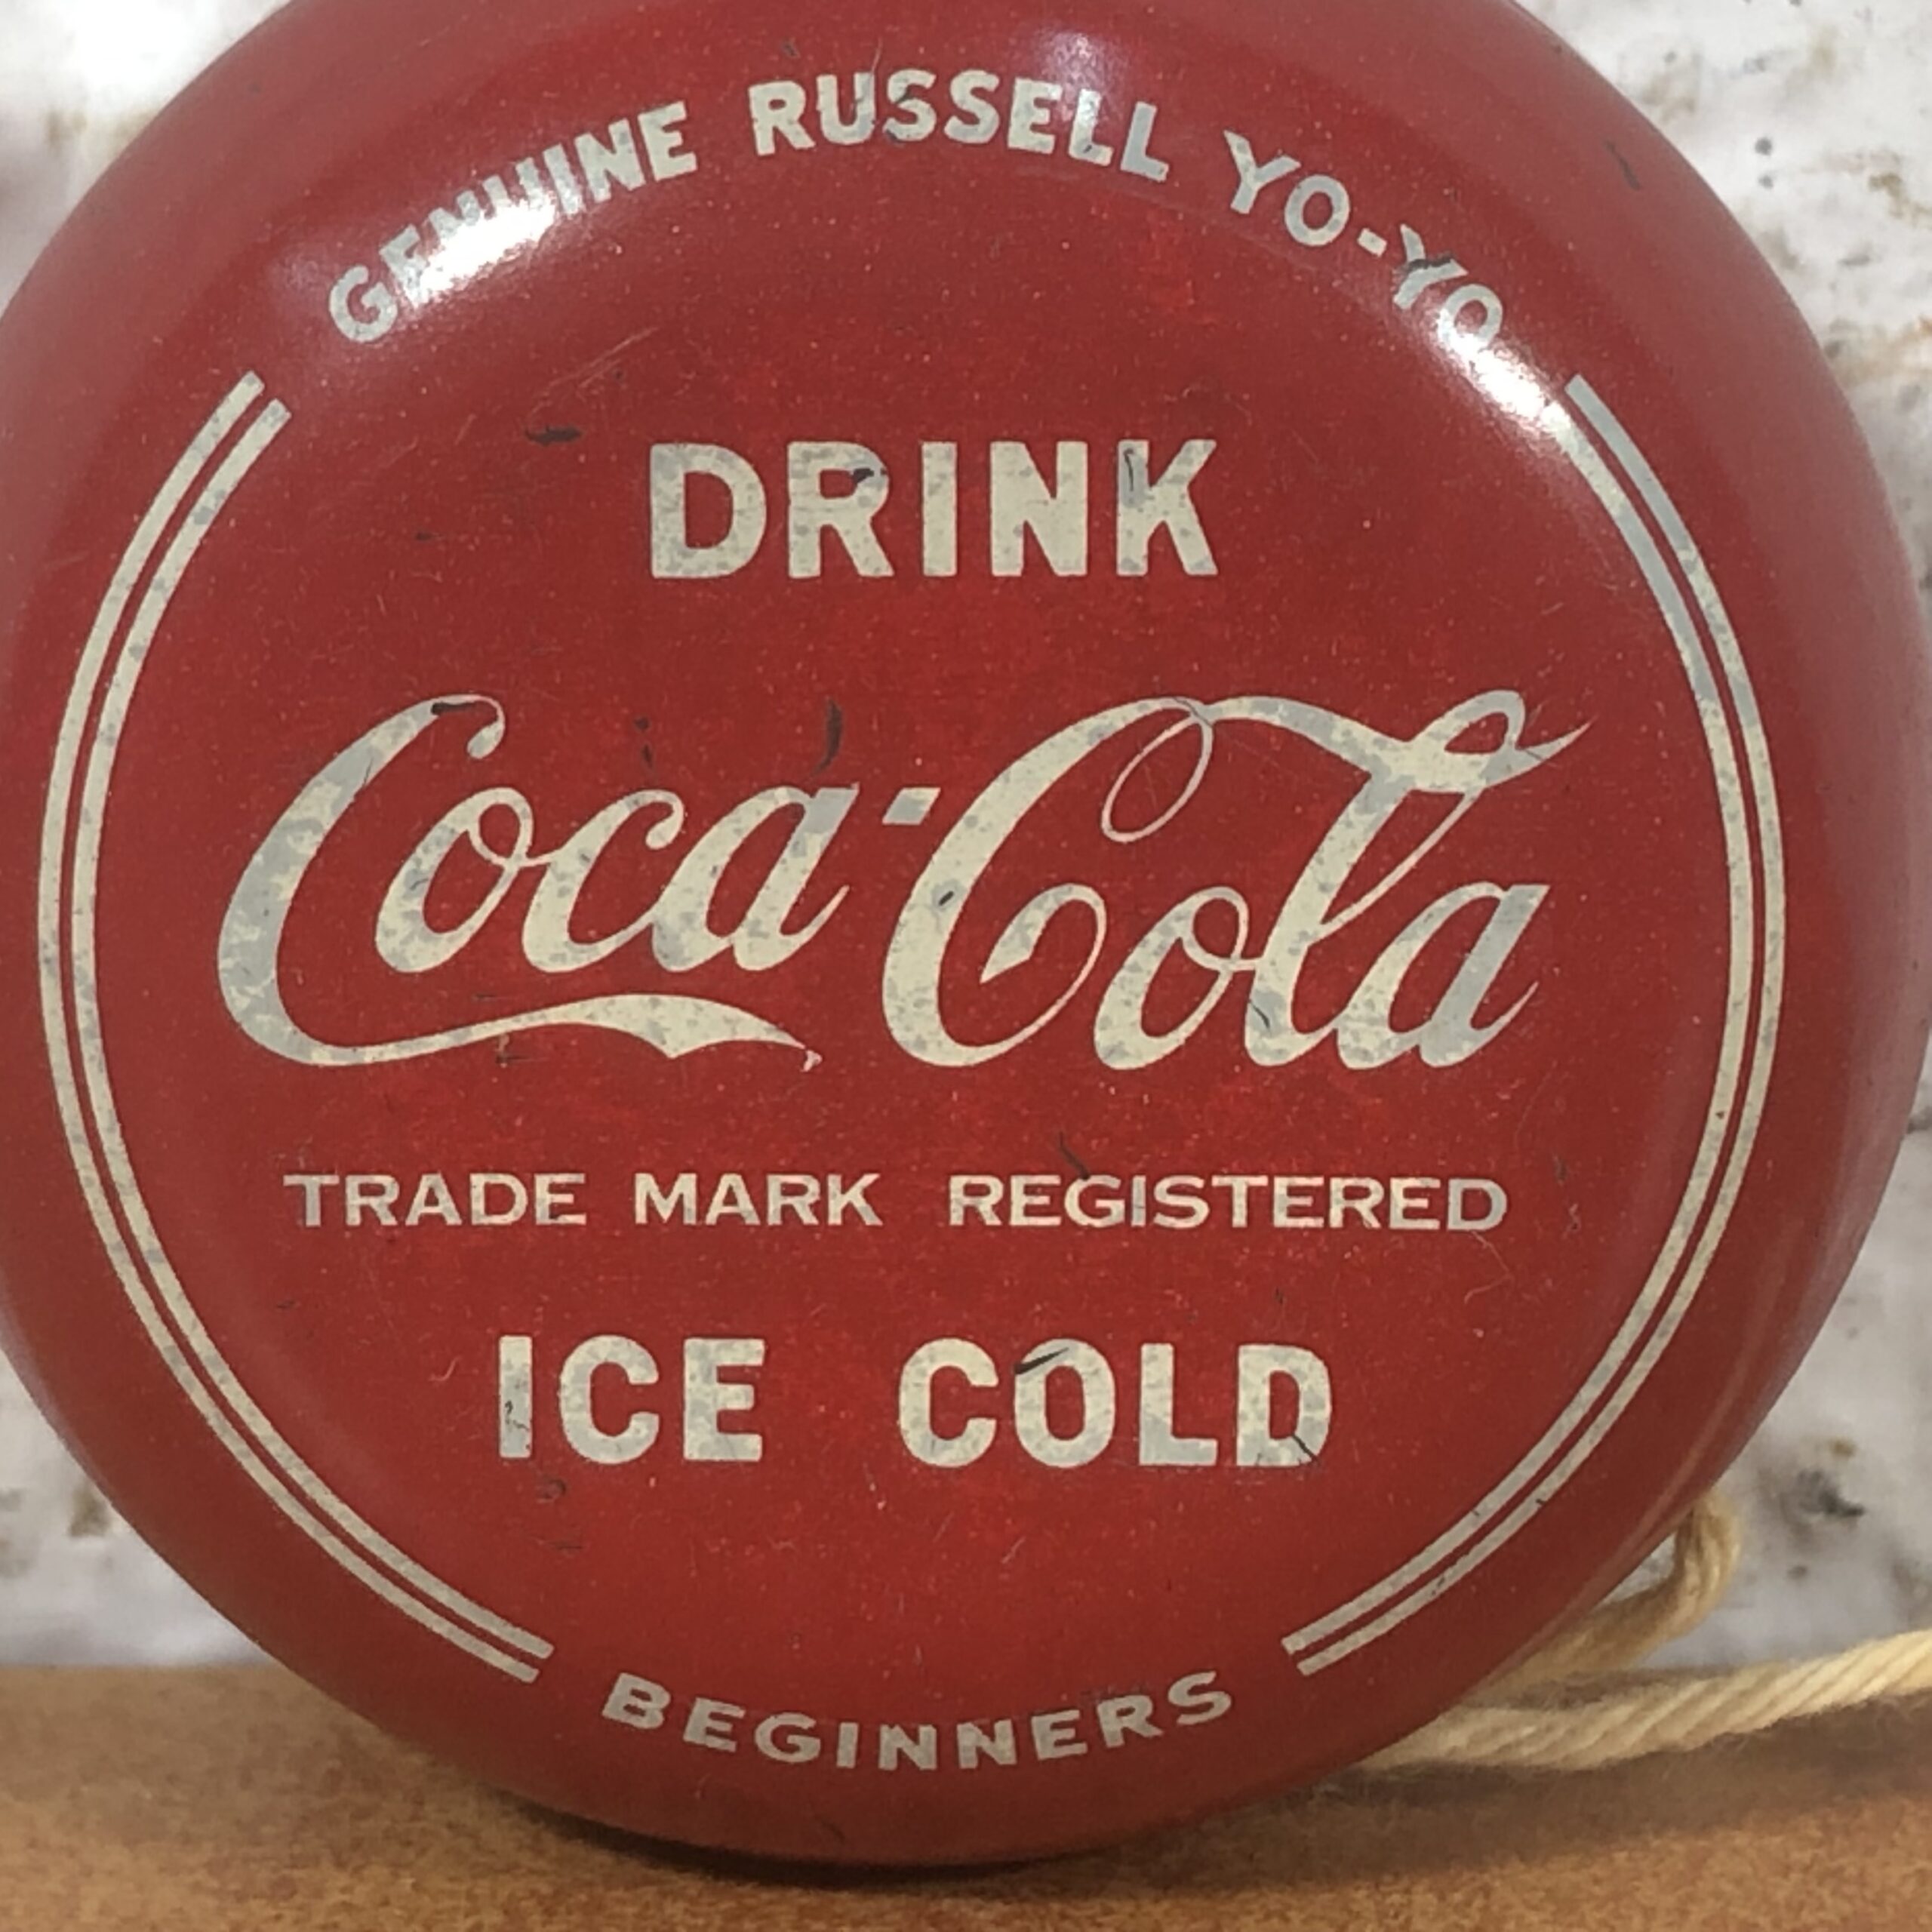 GENUINE RUSSELL YO-YO
DRINK
Coca-Cola
TRADE MARK REGISTERED
ICE COLD
BEGINNERS